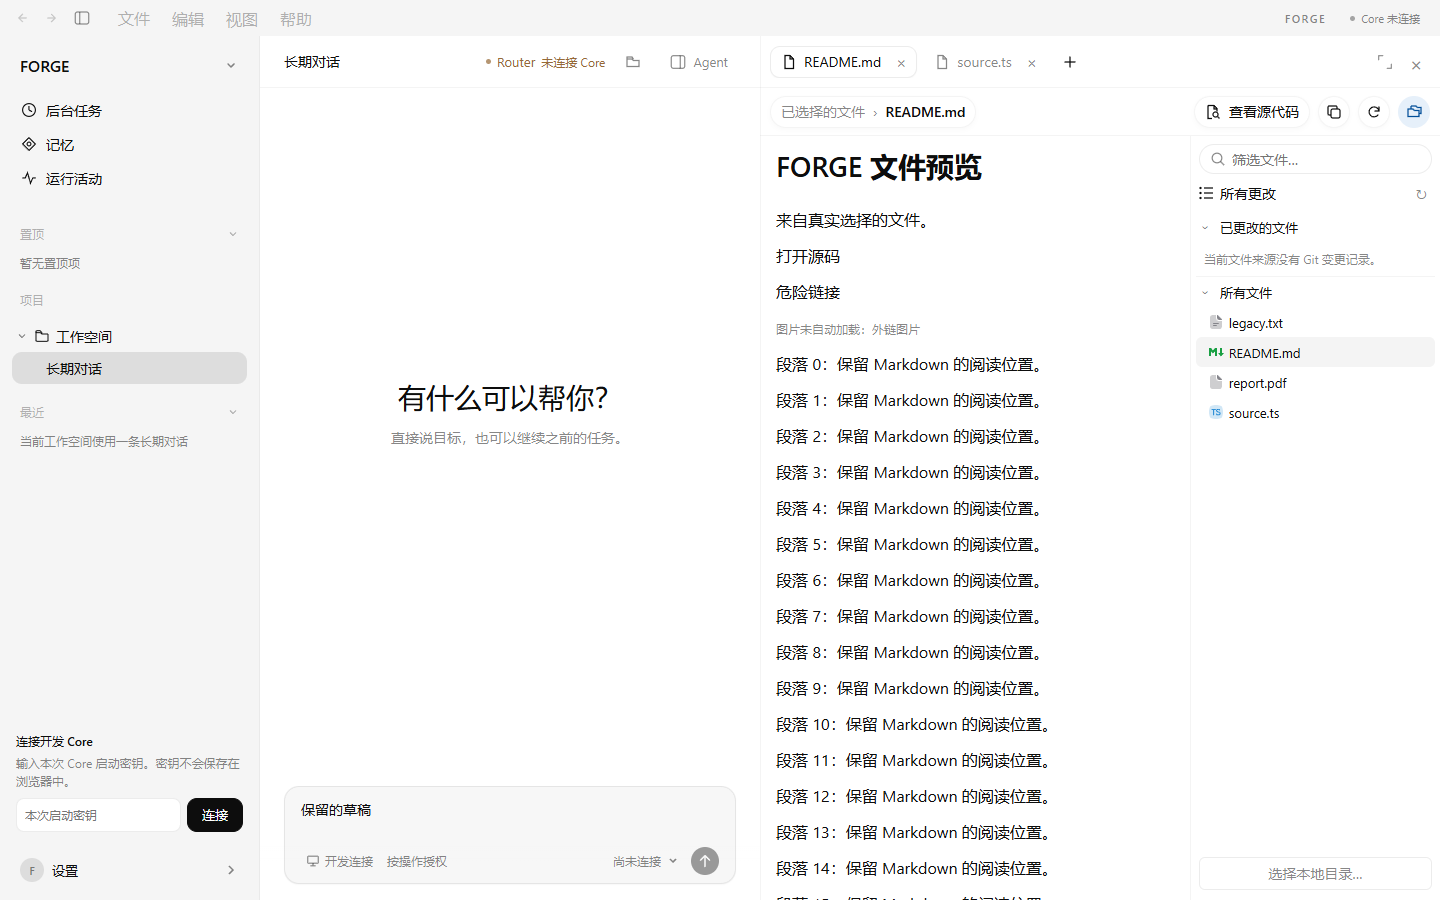 文件 编辑 视图 帮助
FORGE Core 未连接
FORGE
后台任务
记忆
运行活动
置顶
暂无置顶项
项目
工作空间
长期对话
最近
当前工作空间使用一条长期对话
连接开发 Core
输入本次 Core 启动密钥。密钥不会保存在
浏览器中。
本次启动密钥 连接
F 设置
长期对话 Router 未连接 Core Agent
有什么可以帮你?
直接说目标，也可以继续之前的任务。
保留的草稿
开发连接 按操作授权 尚未连接
README.md × source.ts × +
已选择的文件 › README.md 查看源代码
FORGE 文件预览
来自真实选择的文件。
打开源码
危险链接
图片未自动加载：外链图片
段落 0：保留 Markdown 的阅读位置。
段落 1：保留 Markdown 的阅读位置。
段落 2：保留 Markdown 的阅读位置。
段落 3：保留 Markdown 的阅读位置。
段落 4：保留 Markdown 的阅读位置。
段落 5：保留 Markdown 的阅读位置。
段落 6：保留 Markdown 的阅读位置。
段落 7：保留 Markdown 的阅读位置。
段落 8：保留 Markdown 的阅读位置。
段落 9：保留 Markdown 的阅读位置。
段落 10：保留 Markdown 的阅读位置。
段落 11：保留 Markdown 的阅读位置。
段落 12：保留 Markdown 的阅读位置。
段落 13：保留 Markdown 的阅读位置。
段落 14：保留 Markdown 的阅读位置。
筛选文件...
所有更改
已更改的文件
当前文件来源没有 Git 变更记录。
所有文件
legacy.txt
M↓ README.md
report.pdf
TS source.ts
选择本地目录...